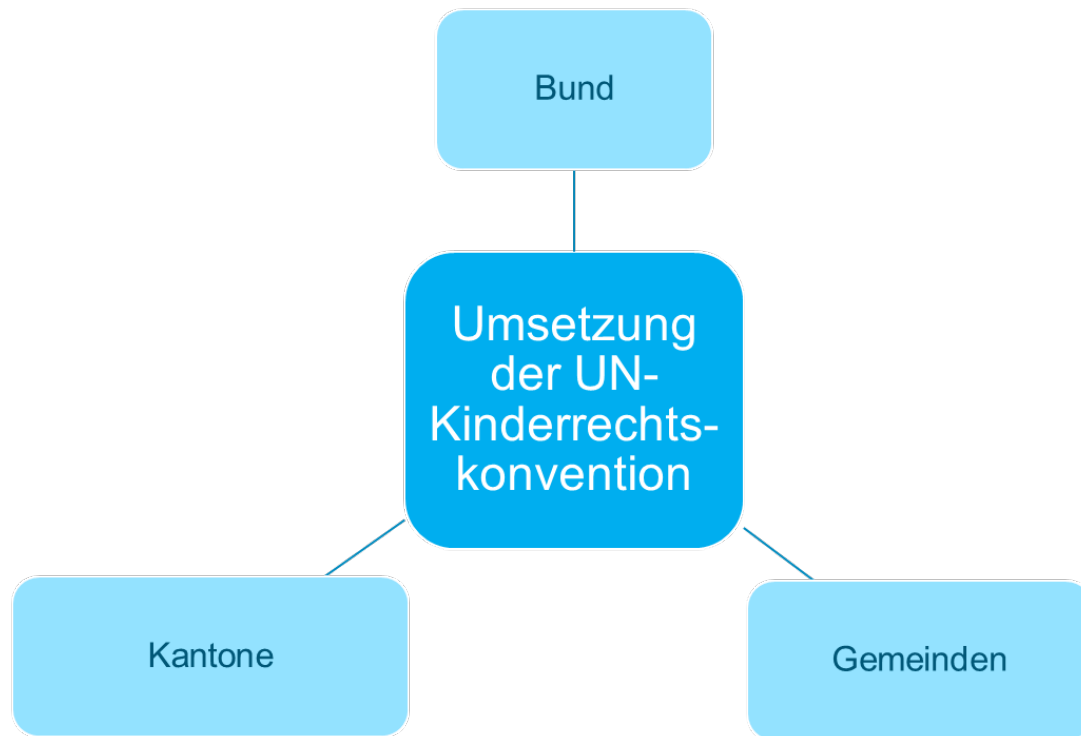 Bund
Umsetzung
der UN-
Kinderrechts-
konvention
Kantone
Gemeinden